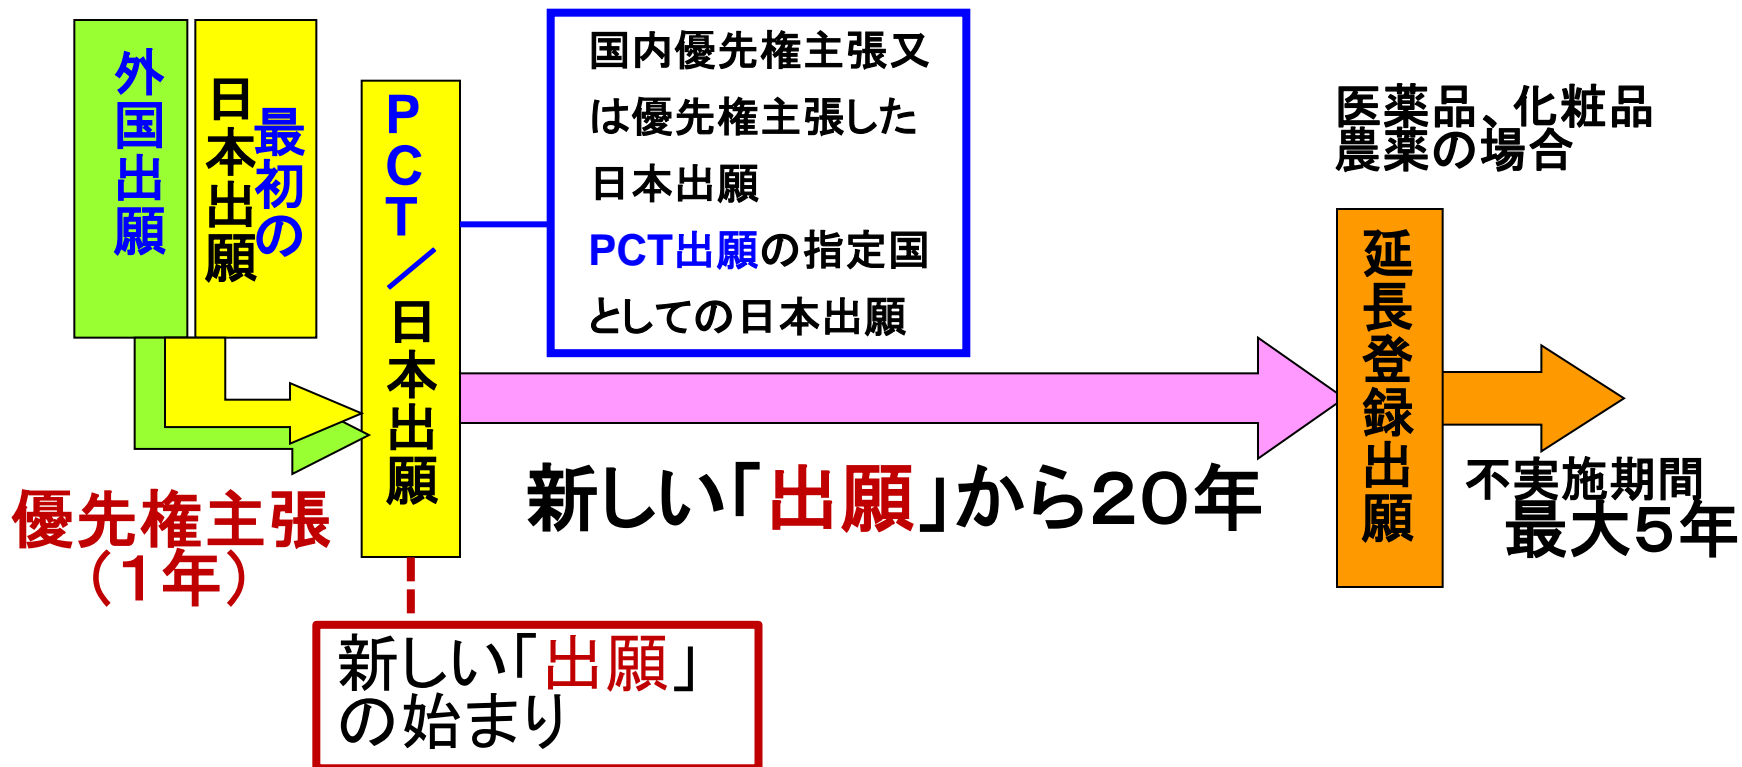 外国出願
最初の
日本出願
PCT／日本出願
国内優先権主張又
は優先権主張した
日本出願
PCT出願の指定国
としての日本出願
医薬品、化粧品
農薬の場合
延長登録出願
新しい「出願」から２０年
不実施期間
最大５年
優先権主張
（１年）
新しい「出願」
の始まり